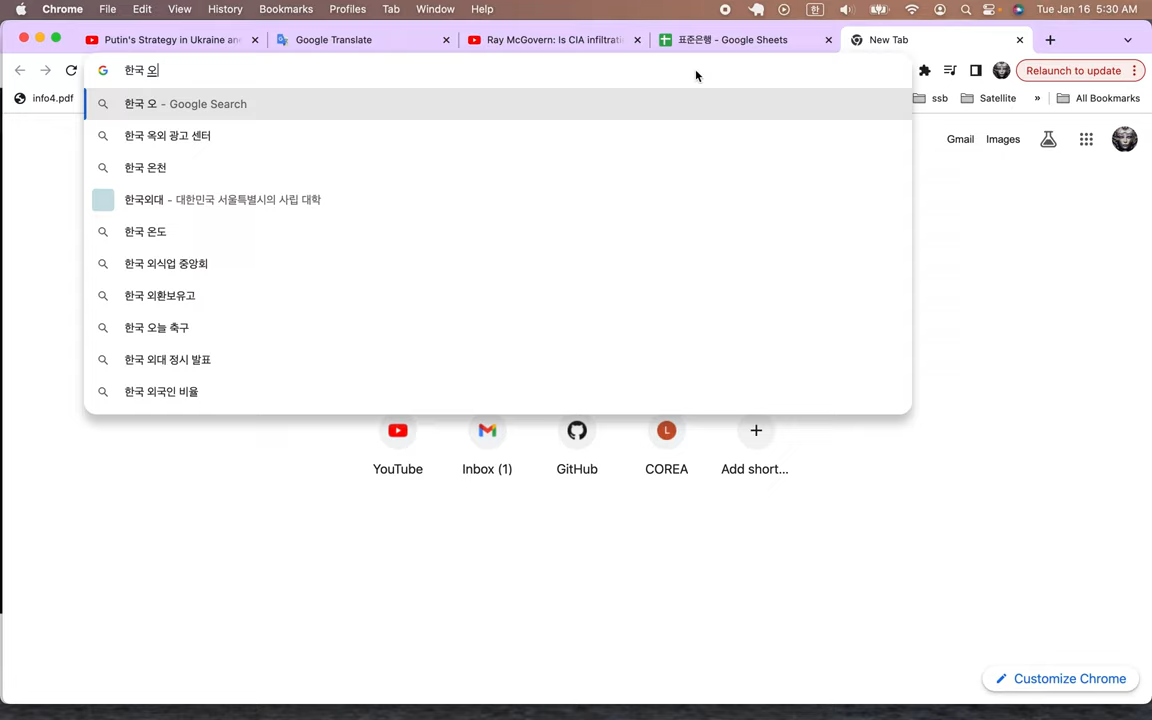 Chrome File Edit View History Bookmarks Profiles Tab Window Help 한 Tue Jan 16 5:30 AM
Putin's Strategy in Ukraine an Google Translate Ray McGovern: Is CIA infiltrati 표준은행 - Google Sheets New Tab
한국 오 Relaunch to update
info4.pdf ssb Satellite » All Bookmarks
한국 오 - Google Search
한국 옥외 광고 센터
Gmail Images
한국 온천
한국외대 - 대한민국 서울특별시의 사립 대학
한국 온도
한국 외식업 중앙회
한국 외환보유고
한국 오늘 축구
한국 외대 정시 발표
한국 외국인 비율
L
YouTube Inbox (1) GitHub COREA Add short...
Customize Chrome